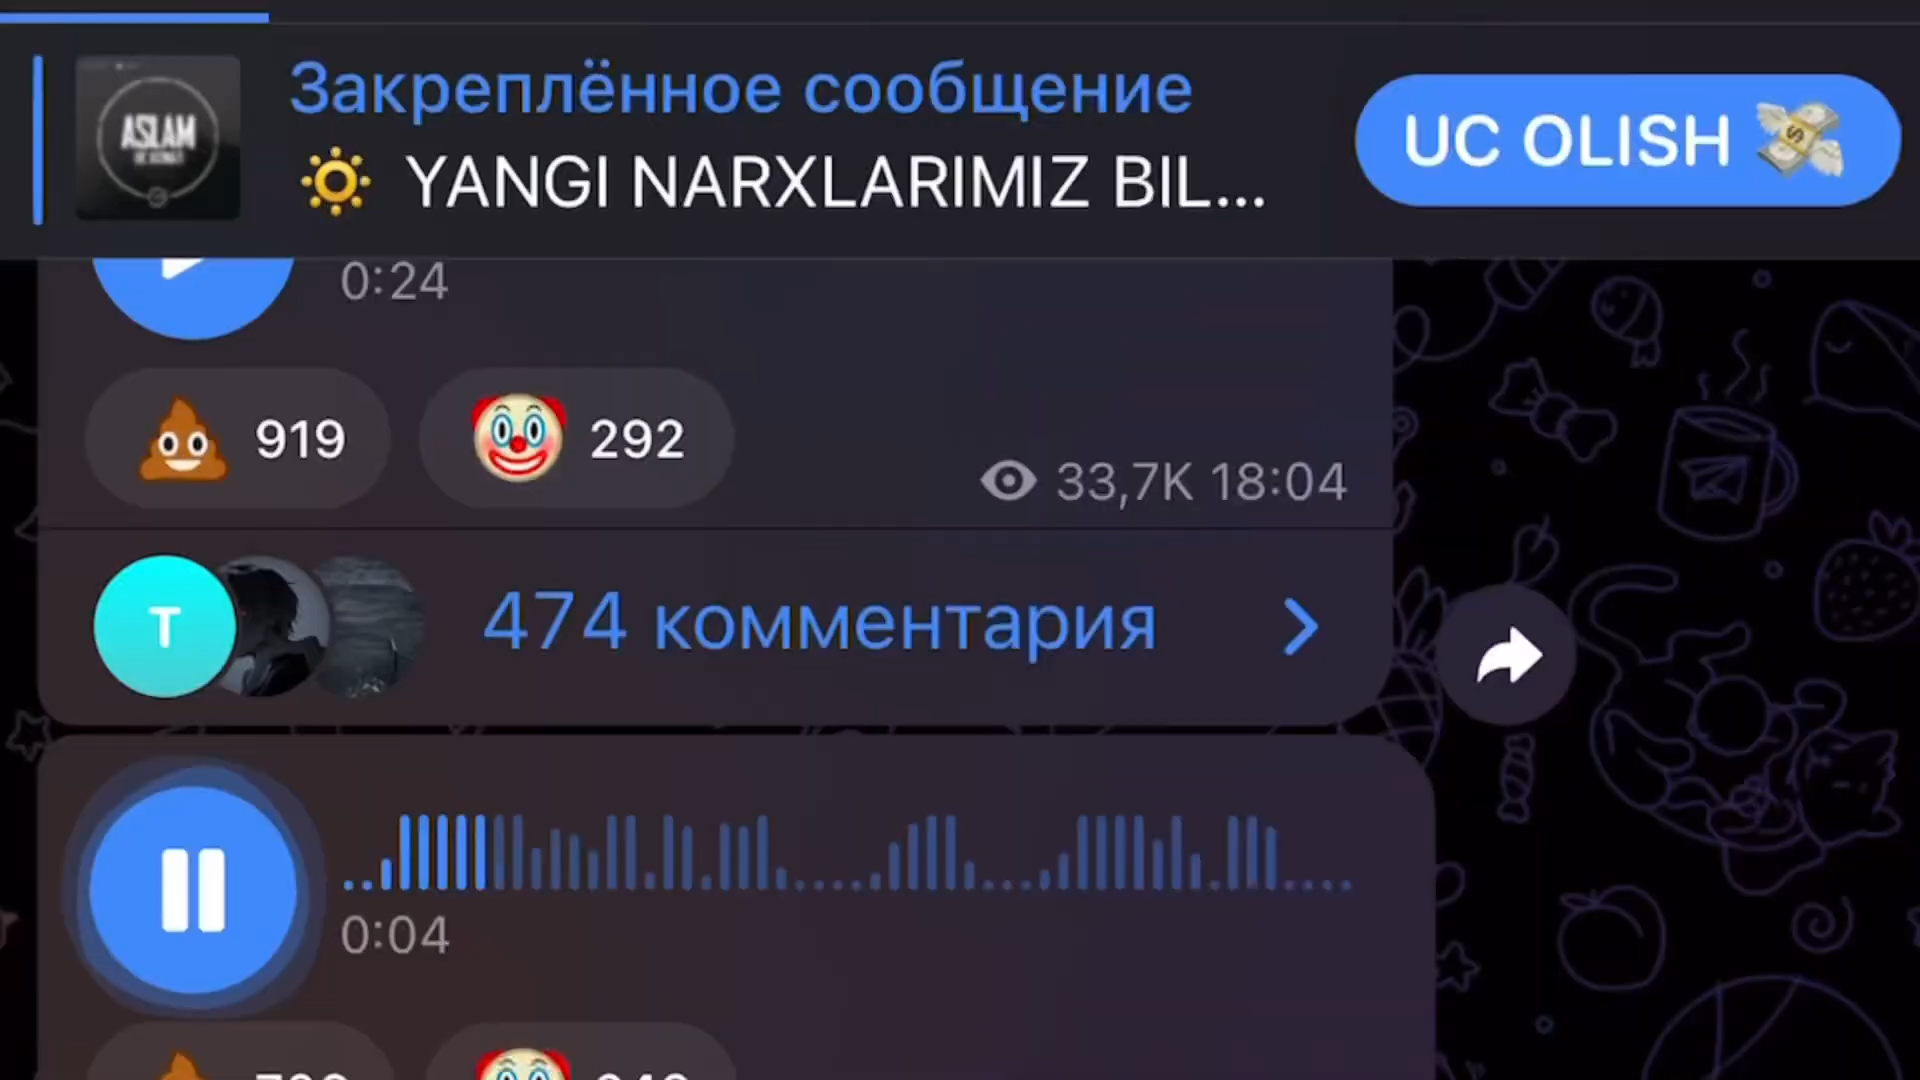 Закреплённое сообщение
🔅 YANGI NARXLARIMIZ BIL...
UC OLISH 💸
ASLAM
0:24
💩 919 🤡 292
33,7K 18:04
T
474 комментария
0:04